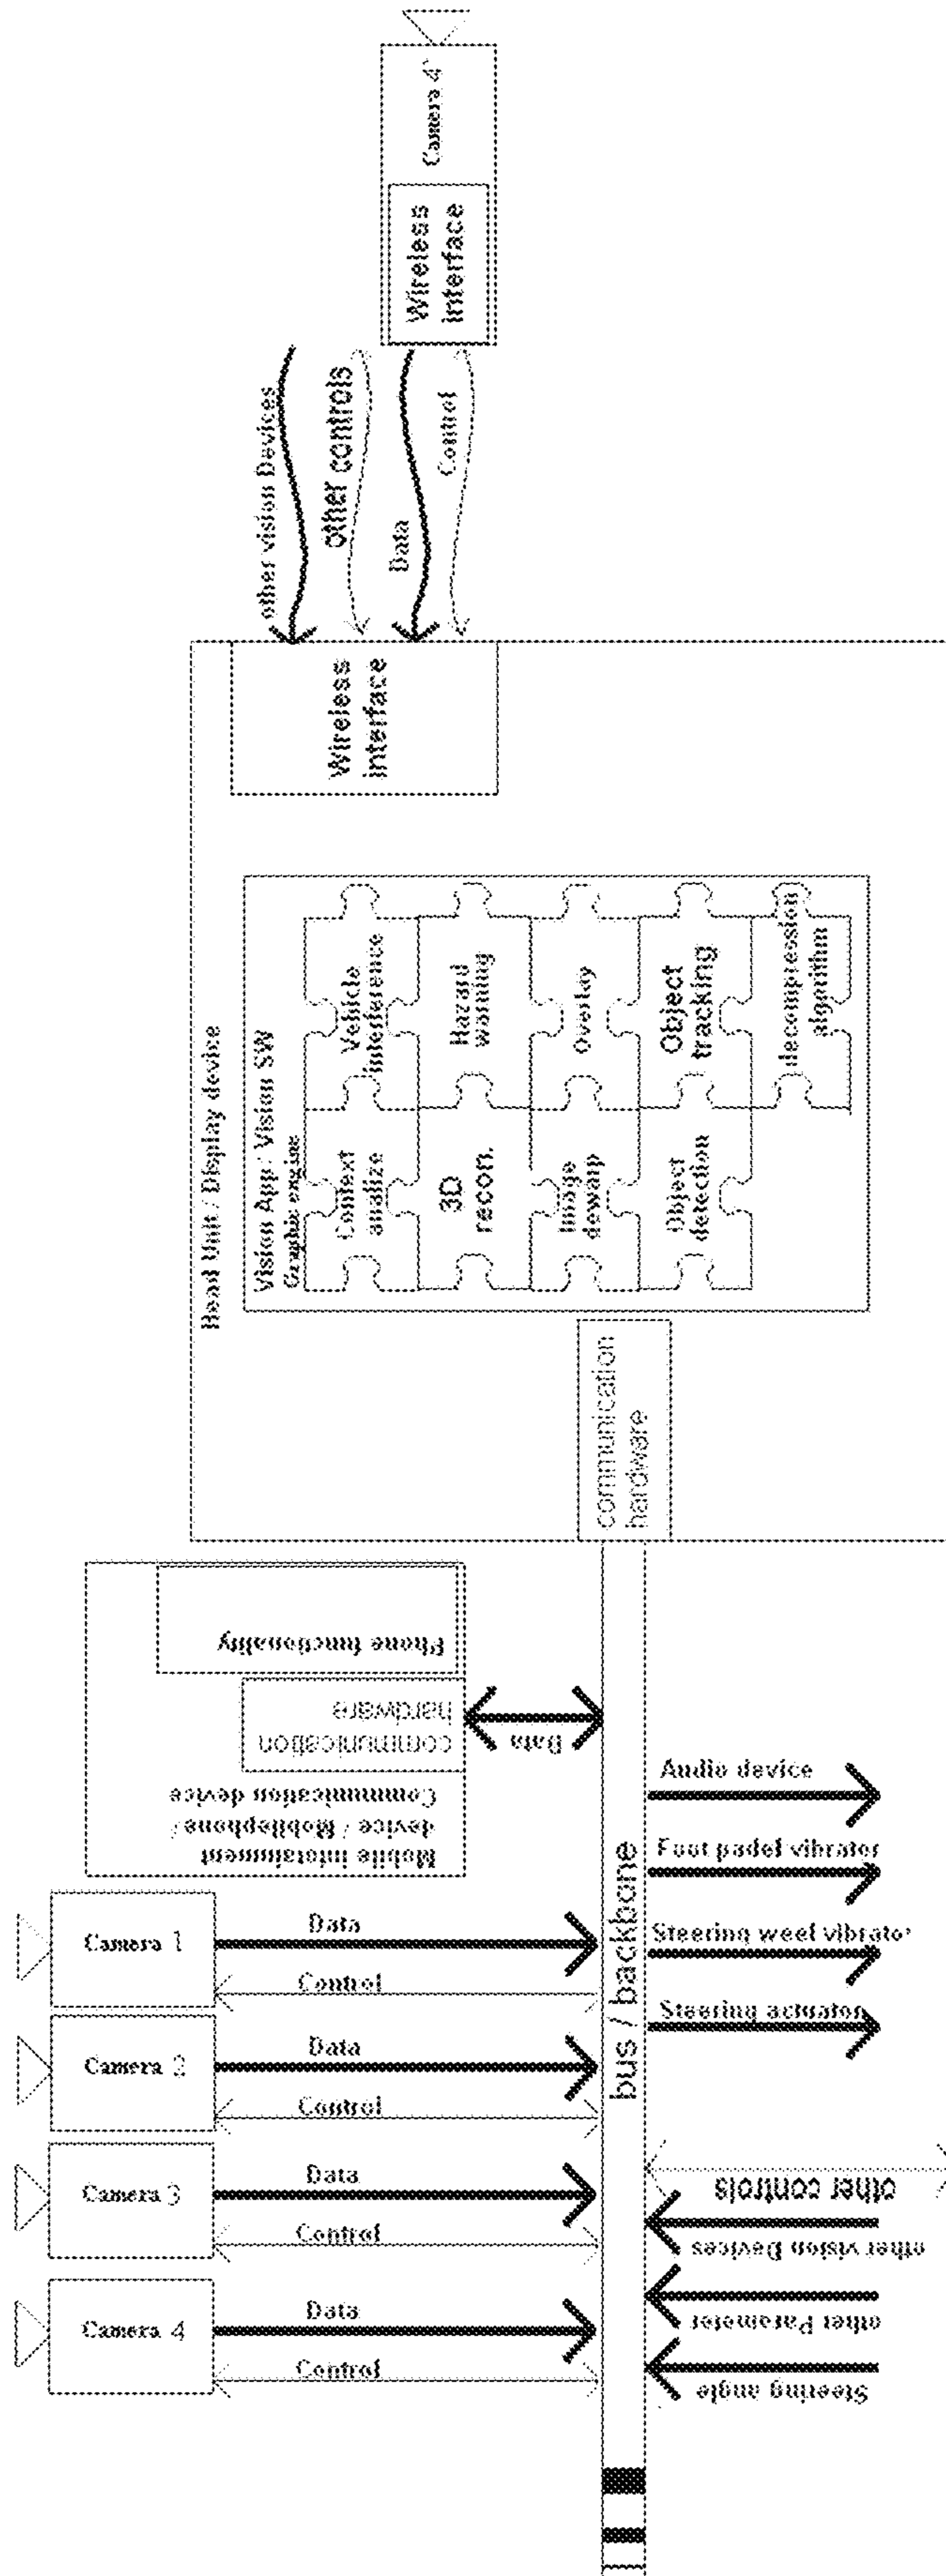 Camera 4'
Wireless
interface
other vision Devices
other controls
Data
Control
Wireless
interface
Head Unit / Display device
Vision App : Vision SW
Graphic engine
Context
analize
Vehicle
interference
3D
recon.
Hazard
warning
Image
dewarp
Overlay
Object
detection
Object
tracking
decompression
algorithm
communication
hardware
Mobile infotainment
device / Mobilephone /
Communication device
communication
hardware
Phone functionality
Data
bus / backbone
Audio device
Foot padel vibrator
Steering weel vibrator
Steering actuator
other controls
other vision Devices
other Parameter
Steering angle
Camera 1
Data
Control
Camera 2
Data
Control
Camera 3
Data
Control
Camera 4
Data
Control